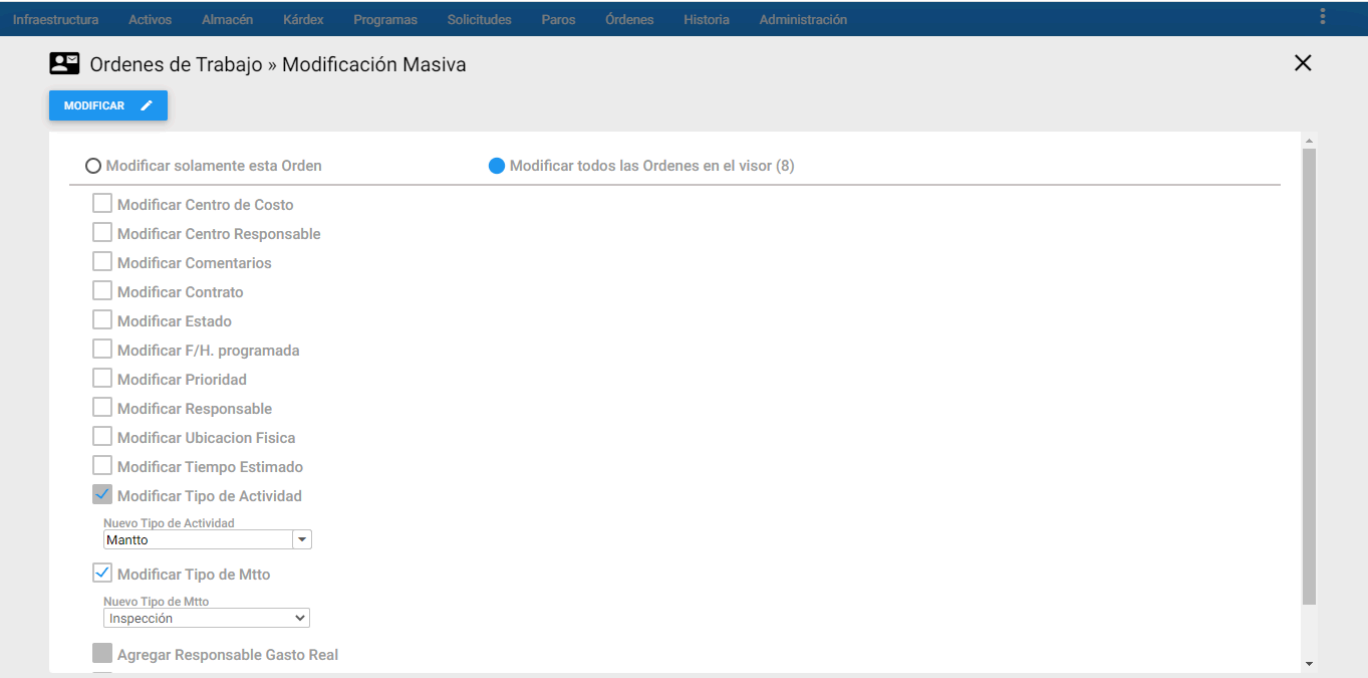 Infraestructura Activos Almacén Kárdex Programas Solicitudes Paros Órdenes Historia Administración
Ordenes de Trabajo » Modificación Masiva
MODIFICAR
Modificar solamente esta Orden Modificar todos las Ordenes en el visor (8)
Modificar Centro de Costo
Modificar Centro Responsable
Modificar Comentarios
Modificar Contrato
Modificar Estado
Modificar F/H. programada
Modificar Prioridad
Modificar Responsable
Modificar Ubicacion Fisica
Modificar Tiempo Estimado
Modificar Tipo de Actividad
Nuevo Tipo de Actividad
Mantto
Modificar Tipo de Mtto
Nuevo Tipo de Mtto
Inspección
Agregar Responsable Gasto Real